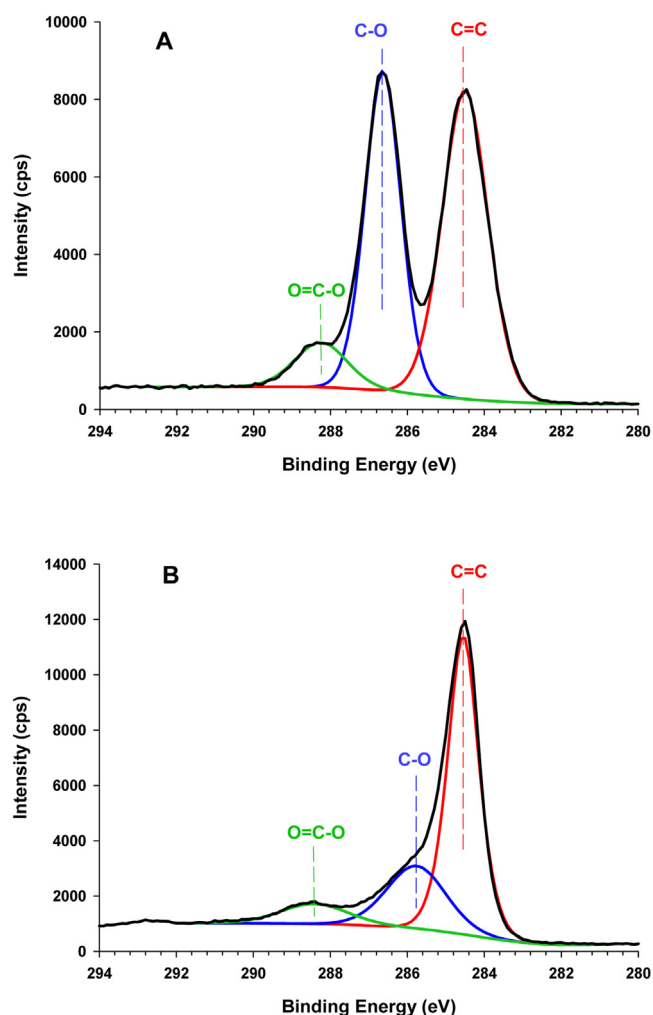 A
C-O
C=C
O=C-O
10000
8000
6000
4000
2000
0
Intensity (cps)
294 292 290 288 286 284 282 280
Binding Energy (eV)
B
C=C
C-O
O=C-O
14000
12000
10000
8000
6000
4000
2000
0
Intensity (cps)
294 292 290 288 286 284 282 280
Binding Energy (eV)